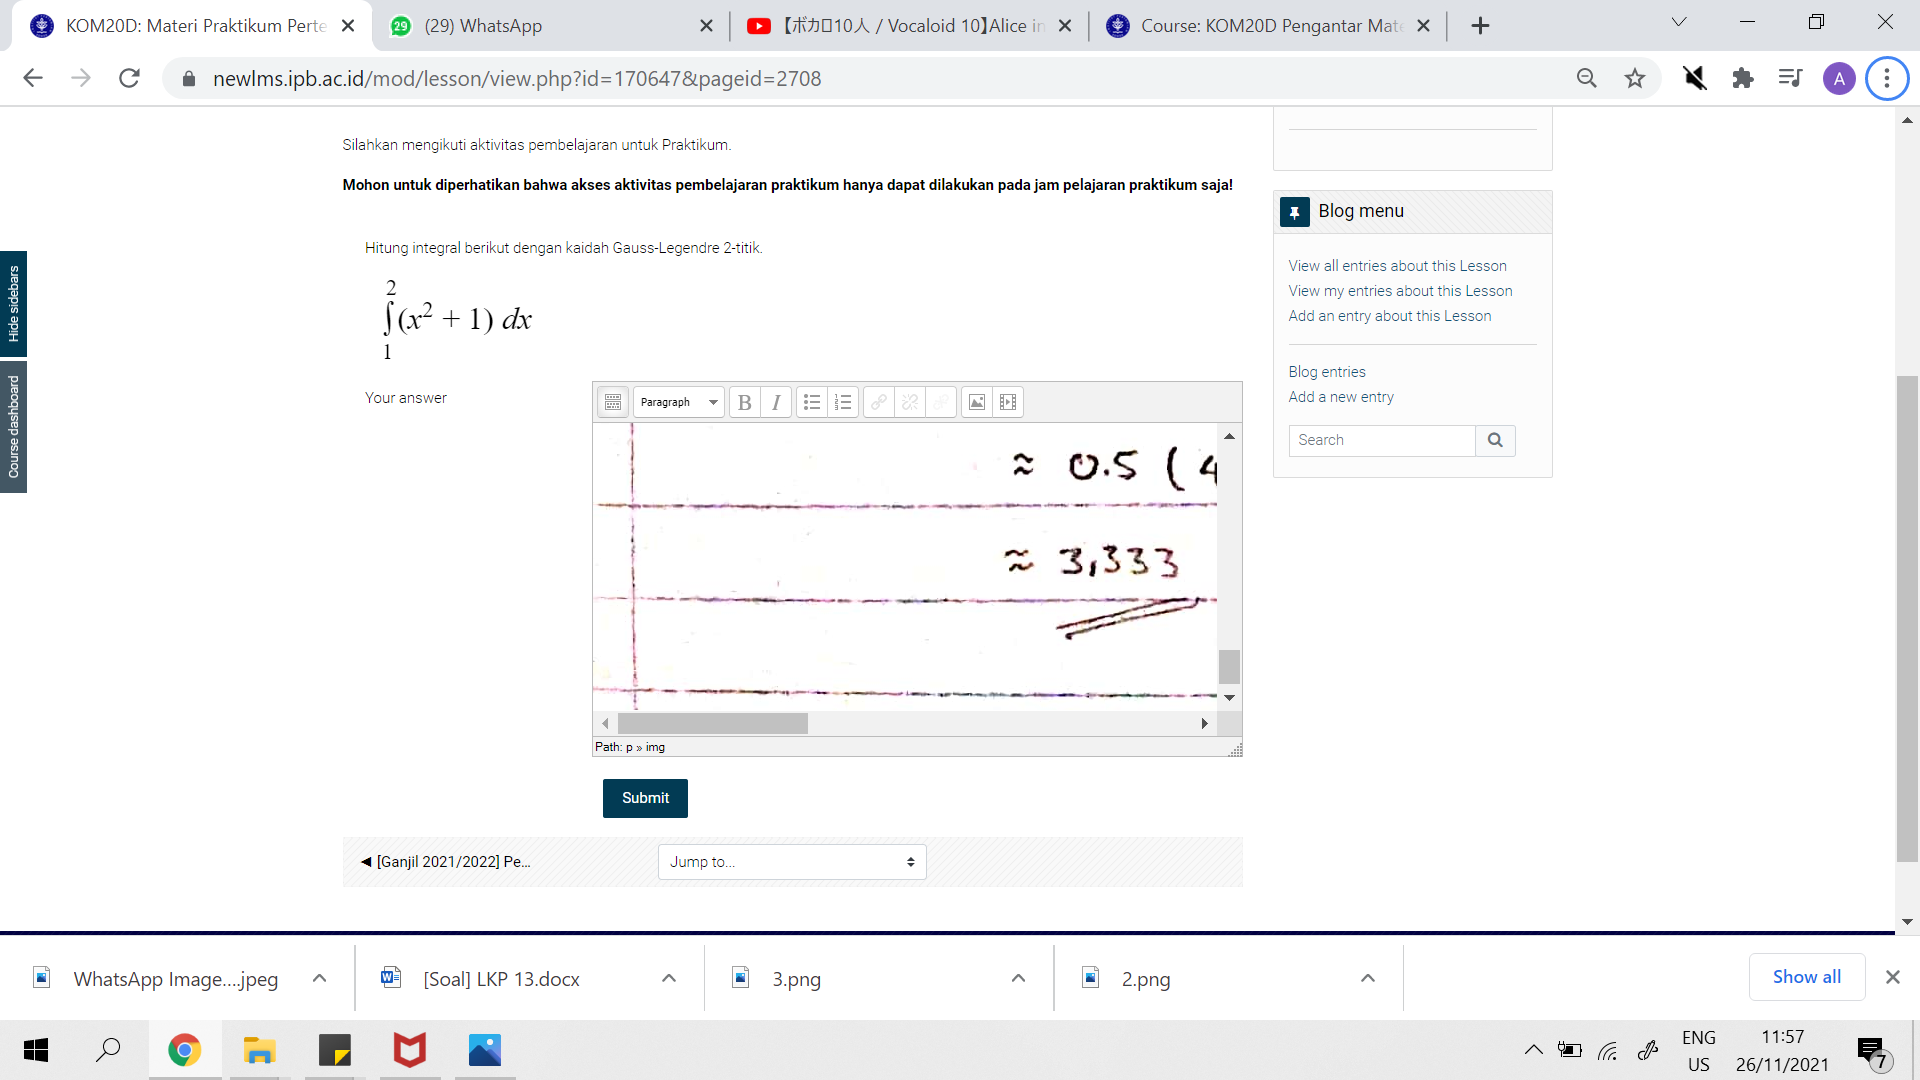 KOM20D: Materi Praktikum Perte
(29) WhatsApp
【ボカロ10人 / Vocaloid 10】Alice in
Course: KOM20D Pengantar Mate
newlms.ipb.ac.id/mod/lesson/view.php?id=170647&pageid=2708
A
Silahkan mengikuti aktivitas pembelajaran untuk Praktikum.
Mohon untuk diperhatikan bahwa akses aktivitas pembelajaran praktikum hanya dapat dilakukan pada jam pelajaran praktikum saja!
Hitung integral berikut dengan kaidah Gauss-Legendre 2-titik.
2
∫(x² + 1) dx
1
Your answer
Paragraph
B I
≈ 0.5 (4
≈ 3,333
Path: p » img
Submit
◄ [Ganjil 2021/2022] Pe...
Jump to...
Hide sidebars
Course dashboard
Blog menu
View all entries about this Lesson
View my entries about this Lesson
Add an entry about this Lesson
Blog entries
Add a new entry
Search
WhatsApp Image....jpeg
[Soal] LKP 13.docx
3.png
2.png
Show all
ENG
US
11:57
26/11/2021
7